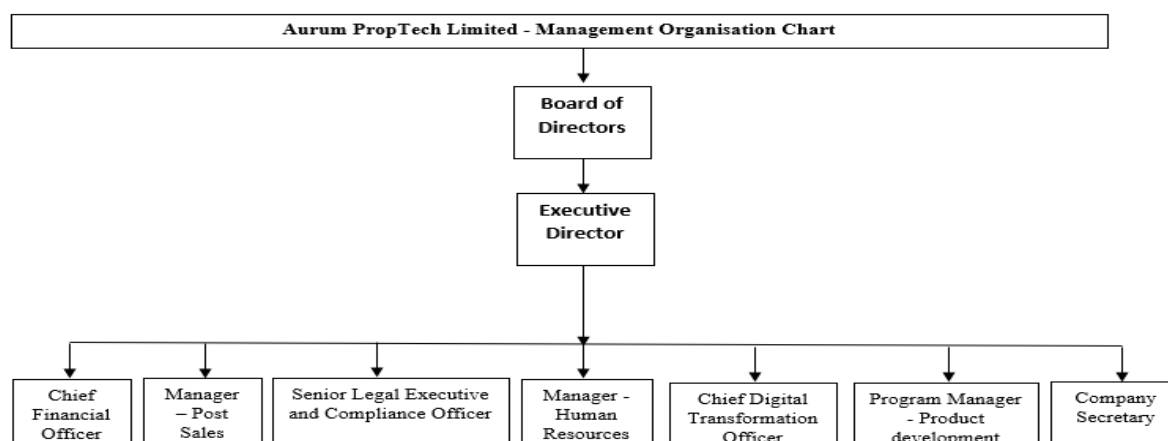 Aurum PropTech Limited - Management Organisation Chart
Board of
Directors
Executive
Director
Chief
Financial
Officer
Manager
– Post
Sales
Senior Legal Executive
and Compliance Officer
Manager -
Human
Resources
Chief Digital
Transformation
Officer
Program Manager
- Product
development
Company
Secretary